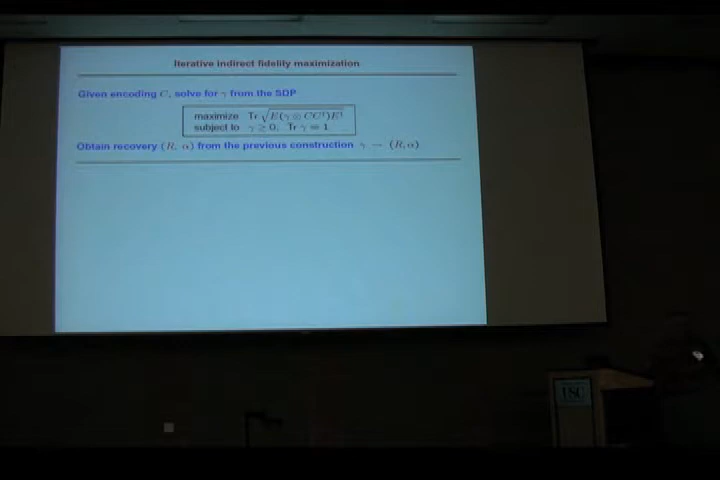 Iterative indirect fidelity maximization
Given encoding C, solve for γ from the SDP
maximize Tr √E(γ ⊗ CC†)E†
subject to γ ≥ 0, Tr γ = 1
Obtain recovery (R, α) from the previous construction γ → (R, α)
USC